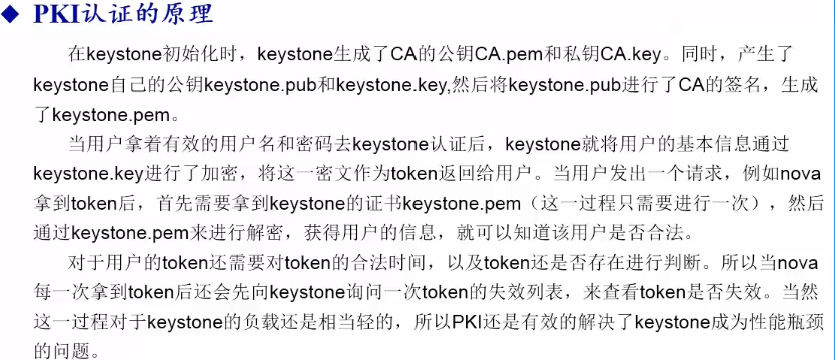 ◆ PKI认证的原理
在keystone初始化时，keystone生成了CA的公钥CA.pem和私钥CA.key。同时，产生了
keystone自己的公钥keystone.pub和keystone.key,然后将keystone.pub进行了CA的签名，生成
了keystone.pem。
当用户拿着有效的用户名和密码去keystone认证后，keystone就将用户的基本信息通过
keystone.key进行了加密，将这一密文作为token返回给用户。当用户发出一个请求，例如nova
拿到token后，首先需要拿到keystone的证书keystone.pem（这一过程只需要进行一次），然后
通过keystone.pem来进行解密，获得用户的信息，就可以知道该用户是否合法。
对于用户的token还需要对token的合法时间，以及token还是否存在进行判断。所以当nova
每一次拿到token后还会先向keystone询问一次token的失效列表，来查看token是否失效。当然
这一过程对于keystone的负载还是相当轻的，所以PKI还是有效的解决了keystone成为性能瓶颈
的问题。